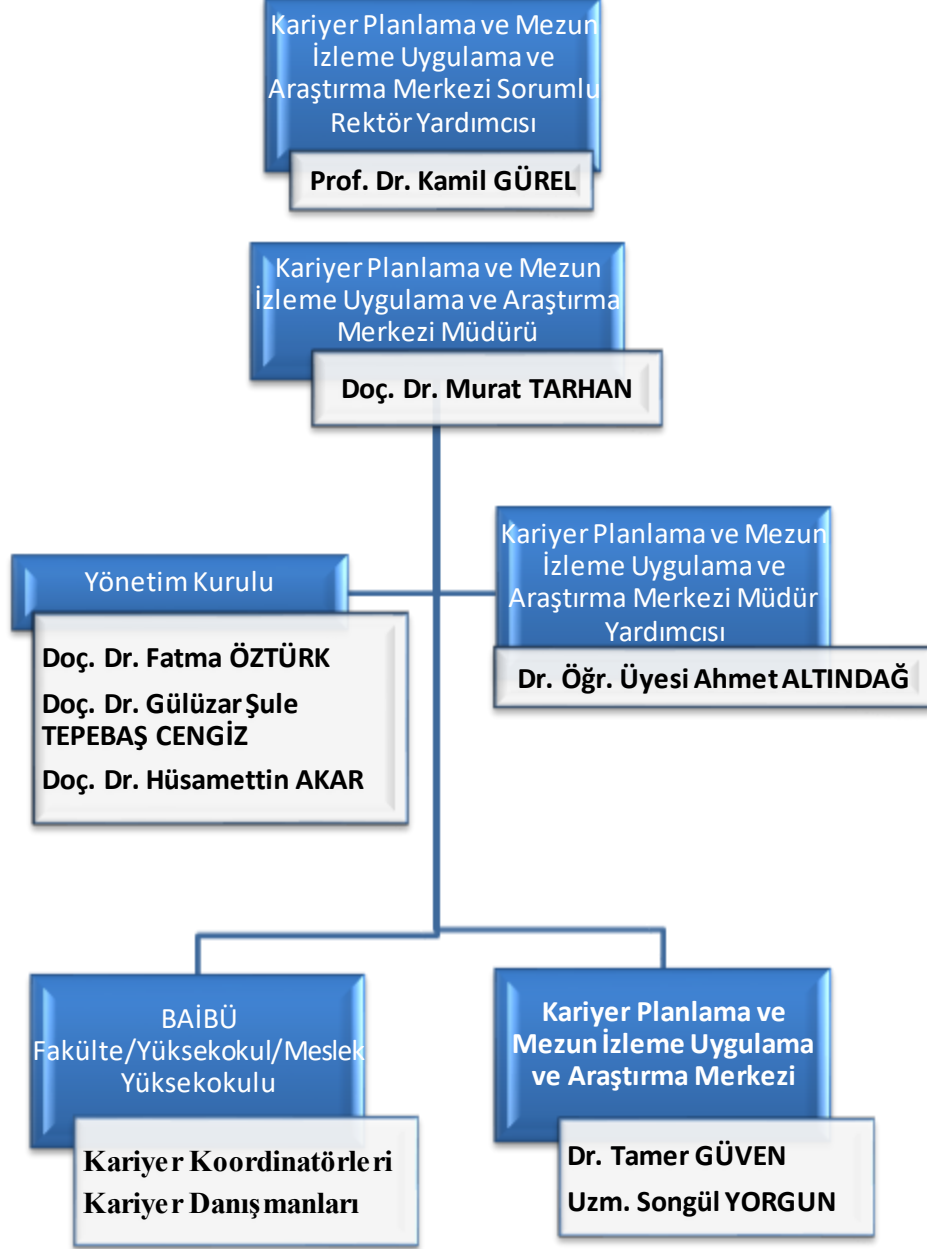 Kariyer Planlama ve Mezun
İzleme Uygulama ve
Araştırma Merkezi Sorumlu
Rektör Yardımcısı
Prof. Dr. Kamil GÜREL
Kariyer Planlama ve Mezun
İzleme Uygulama ve Araştırma
Merkezi Müdürü
Doç. Dr. Murat TARHAN
Yönetim Kurulu
Doç. Dr. Fatma ÖZTÜRK
Doç. Dr. Gülüzar Şule
TEPEBAŞ CENGİZ
Doç. Dr. Hüsamettin AKAR
Kariyer Planlama ve Mezun
İzleme Uygulama ve
Araştırma Merkezi Müdür
Yardımcısı
Dr. Öğr. Üyesi Ahmet ALTINDAĞ
BAİBÜ
Fakülte/Yüksekokul/Meslek
Yüksekokulu
Kariyer Koordinatörleri
Kariyer Danışmanları
Kariyer Planlama ve
Mezun İzleme Uygulama
ve Araştırma Merkezi
Dr. Tamer GÜVEN
Uzm. Songül YORGUN